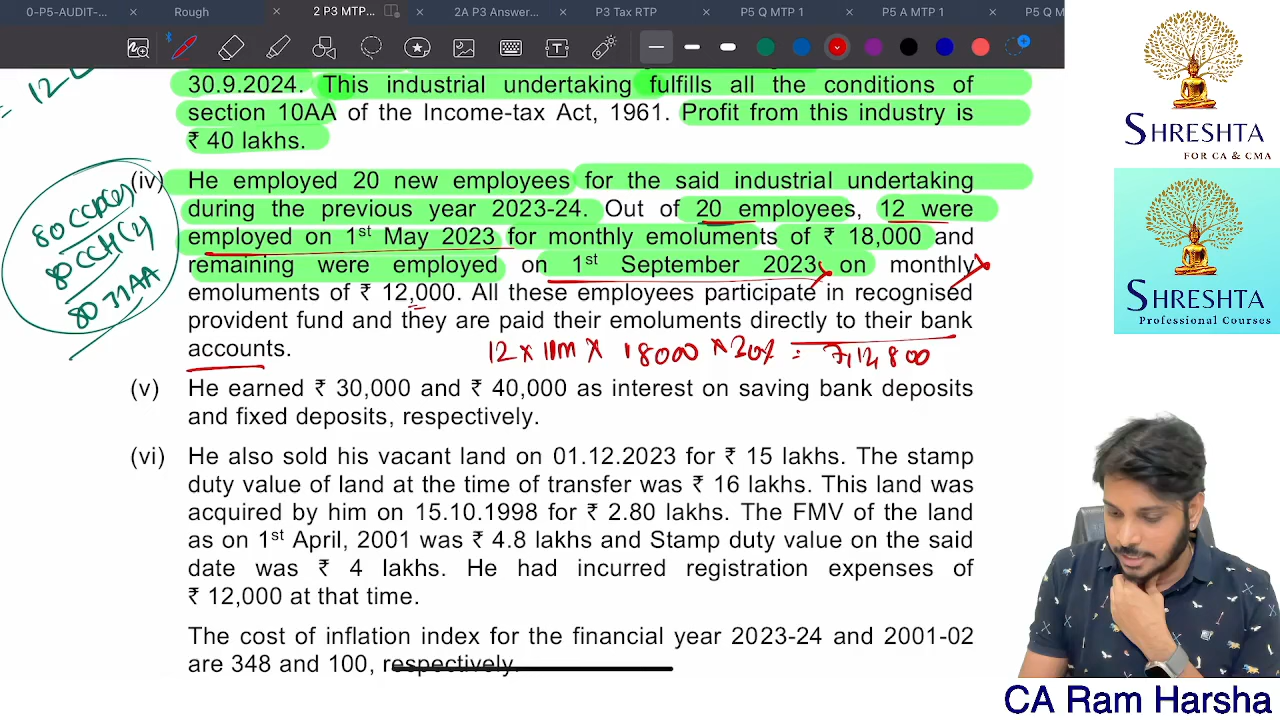 0-P5-AUDIT-
Rough
2 P3 MTP...
2A P3 Answer...
P3 Tax RTP
P5 Q MTP 1
P5 A MTP 1
P5 Q M
= 12-
30.9.2024. This industrial undertaking fulfills all the conditions of
section 10AA of the Income-tax Act, 1961. Profit from this industry is
₹ 40 lakhs.
(iv) He employed 20 new employees for the said industrial undertaking
during the previous year 2023-24. Out of 20 employees, 12 were
employed on 1st May 2023 for monthly emoluments of ₹ 18,000 and
remaining were employed on 1st September 2023 on monthly
emoluments of ₹ 12,000. All these employees participate in recognised
provident fund and they are paid their emoluments directly to their bank
accounts.
80CCH(2)
80JJAA
12 x 11m x 18000 x 30% = 7,12,800
(v) He earned ₹ 30,000 and ₹ 40,000 as interest on saving bank deposits
and fixed deposits, respectively.
(vi) He also sold his vacant land on 01.12.2023 for ₹ 15 lakhs. The stamp
duty value of land at the time of transfer was ₹ 16 lakhs. This land was
acquired by him on 15.10.1998 for ₹ 2.80 lakhs. The FMV of the land
as on 1st April, 2001 was ₹ 4.8 lakhs and Stamp duty value on the said
date was ₹ 4 lakhs. He had incurred registration expenses of
₹ 12,000 at that time.
The cost of inflation index for the financial year 2023-24 and 2001-02
are 348 and 100, respectively.
SHRESHTA
FOR CA & CMA
SHRESHTA
Professional Courses
CA Ram Harsha